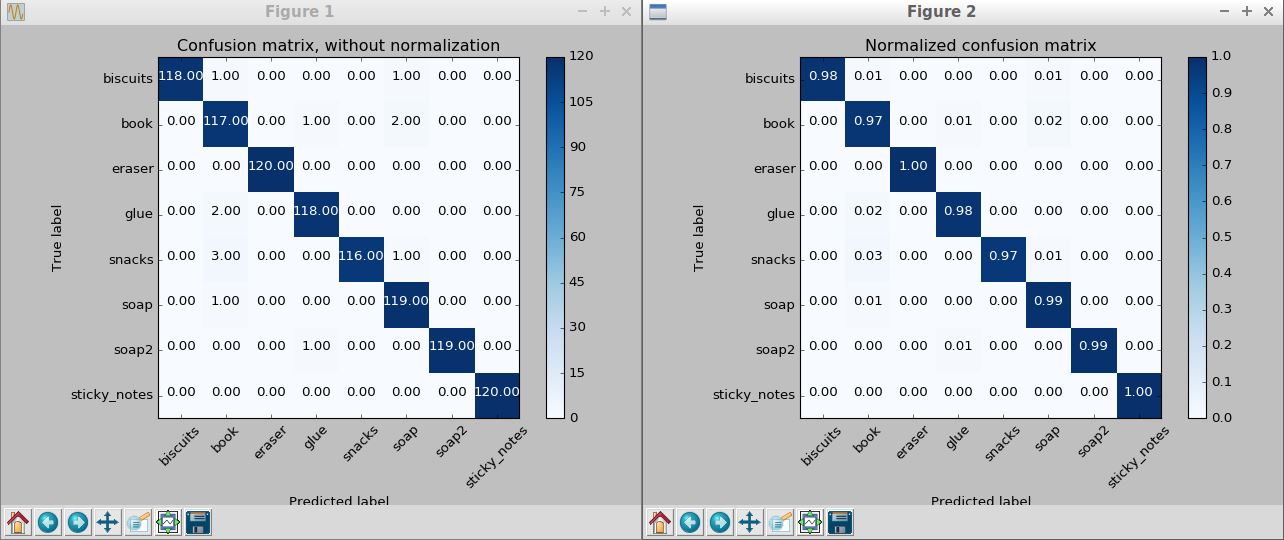 Figure 1
Confusion matrix, without normalization
biscuits 118.00 1.00 0.00 0.00 0.00 1.00 0.00 0.00
book 0.00 117.00 0.00 1.00 0.00 2.00 0.00 0.00
eraser 0.00 0.00 120.00 0.00 0.00 0.00 0.00 0.00
glue 0.00 2.00 0.00 118.00 0.00 0.00 0.00 0.00
snacks 0.00 3.00 0.00 0.00 116.00 1.00 0.00 0.00
soap 0.00 1.00 0.00 0.00 0.00 119.00 0.00 0.00
soap2 0.00 0.00 0.00 1.00 0.00 0.00 119.00 0.00
sticky_notes 0.00 0.00 0.00 0.00 0.00 0.00 0.00 120.00
True label
biscuits book eraser glue snacks soap soap2 sticky_notes
Predicted label
120
105
90
75
60
45
30
15
0
Figure 2
Normalized confusion matrix
biscuits 0.98 0.01 0.00 0.00 0.00 0.01 0.00 0.00
book 0.00 0.97 0.00 0.01 0.00 0.02 0.00 0.00
eraser 0.00 0.00 1.00 0.00 0.00 0.00 0.00 0.00
glue 0.00 0.02 0.00 0.98 0.00 0.00 0.00 0.00
snacks 0.00 0.03 0.00 0.00 0.97 0.01 0.00 0.00
soap 0.00 0.01 0.00 0.00 0.00 0.99 0.00 0.00
soap2 0.00 0.00 0.00 0.01 0.00 0.00 0.99 0.00
sticky_notes 0.00 0.00 0.00 0.00 0.00 0.00 0.00 1.00
True label
biscuits book eraser glue snacks soap soap2 sticky_notes
Predicted label
1.0
0.9
0.8
0.7
0.6
0.5
0.4
0.3
0.2
0.1
0.0